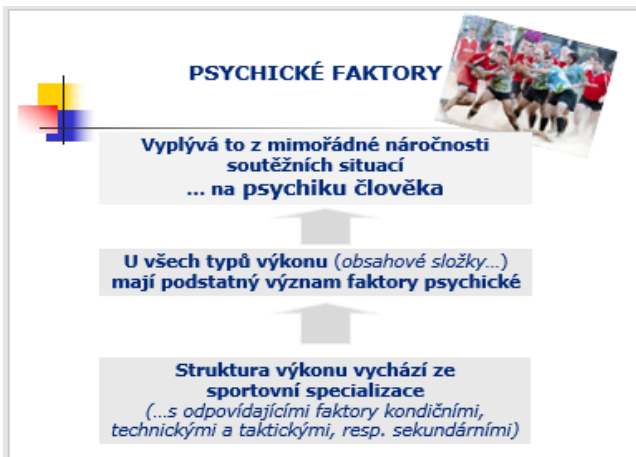 PSYCHICKÉ FAKTORY
Vyplývá to z mimořádné náročnosti
soutěžních situací
... na psychiku člověka
U všech typů výkonu (obsahové složky...)
mají podstatný význam faktory psychické
Struktura výkonu vychází ze
sportovní specializace
(...s odpovídajícími faktory kondičními,
technickými a taktickými, resp. sekundárními)